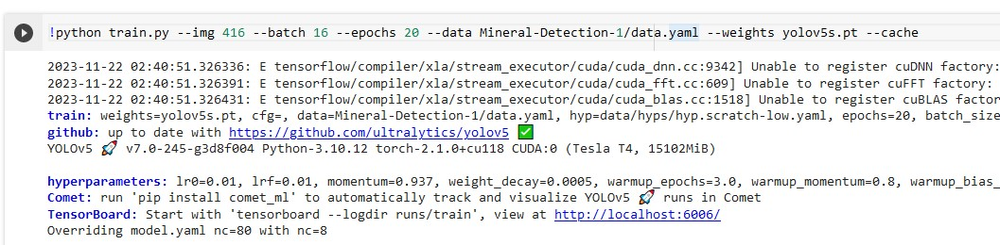 !python train.py --img 416 --batch 16 --epochs 20 --data Mineral-Detection-1/data.yaml --weights yolov5s.pt --cache
2023-11-22 02:40:51.326336: E tensorflow/compiler/xla/stream_executor/cuda/cuda_dnn.cc:9342] Unable to register cuDNN factory:
2023-11-22 02:40:51.326391: E tensorflow/compiler/xla/stream_executor/cuda/cuda_fft.cc:609] Unable to register cuFFT factory:
2023-11-22 02:40:51.326431: E tensorflow/compiler/xla/stream_executor/cuda/cuda_blas.cc:1518] Unable to register cuBLAS factor
train: weights=yolov5s.pt, cfg=, data=Mineral-Detection-1/data.yaml, hyp=data/hyps/hyp.scratch-low.yaml, epochs=20, batch_size
github: up to date with https://github.com/ultralytics/yolov5 ✅
YOLOv5 🚀 v7.0-245-g3d8f004 Python-3.10.12 torch-2.1.0+cu118 CUDA:0 (Tesla T4, 15102MiB)
hyperparameters: lr0=0.01, lrf=0.01, momentum=0.937, weight_decay=0.0005, warmup_epochs=3.0, warmup_momentum=0.8, warmup_bias_
Comet: run 'pip install comet_ml' to automatically track and visualize YOLOv5 🚀 runs in Comet
TensorBoard: Start with 'tensorboard --logdir runs/train', view at http://localhost:6006/
Overriding model.yaml nc=80 with nc=8